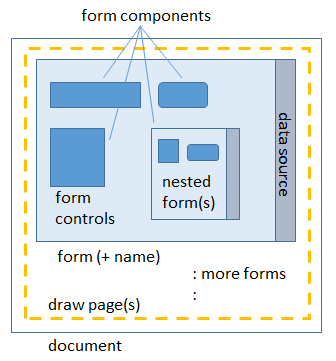 form components
data source
form
controls
nested
form(s)
form (+ name)
: more forms
:
draw page(s)
document